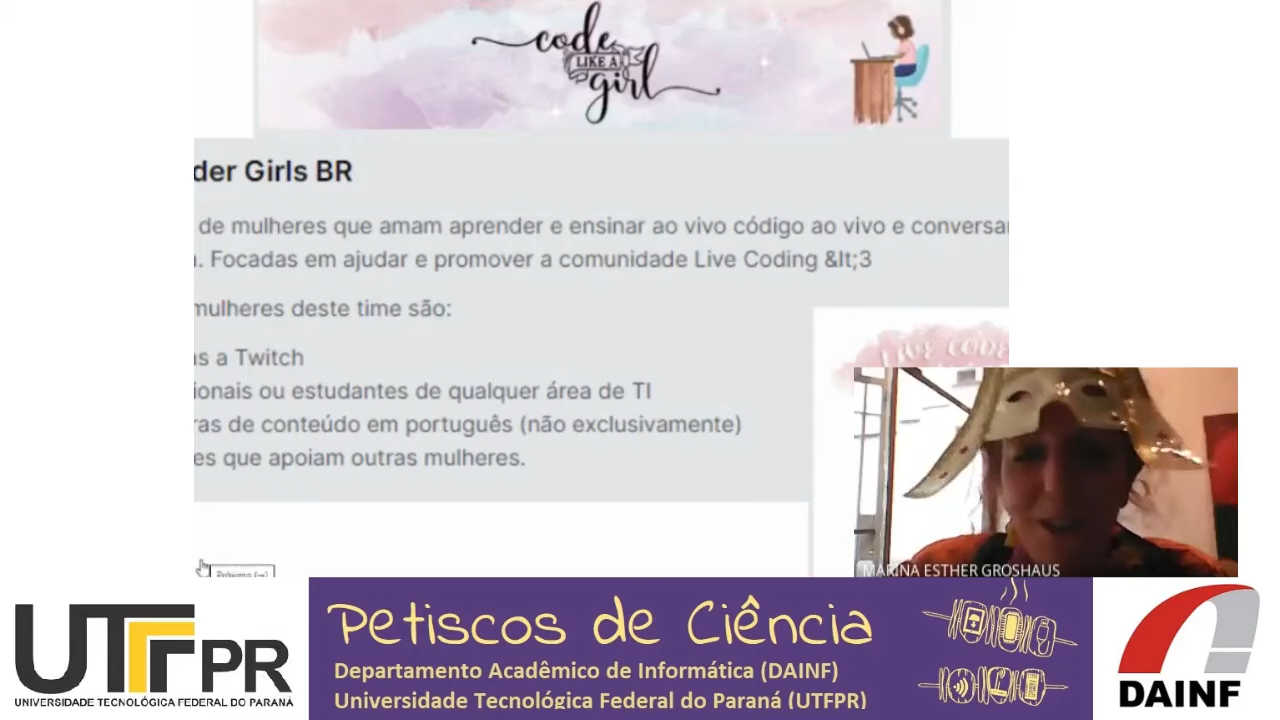 code
LIKE A
girl
der Girls BR
de mulheres que amam aprender e ensinar ao vivo código ao vivo e conversar
. Focadas em ajudar e promover a comunidade Live Coding &lt;3
mulheres deste time são:
s a Twitch
ionais ou estudantes de qualquer área de TI
ras de conteúdo em português (não exclusivamente)
es que apoiam outras mulheres.
LIVE CODE
MARINA ESTHER GROSHAUS
UTFPR
UNIVERSIDADE TECNOLÓGICA FEDERAL DO PARANÁ
Petiscos de Ciência
Departamento Acadêmico de Informática (DAINF)
Universidade Tecnológica Federal do Paraná (UTFPR)
DAINF